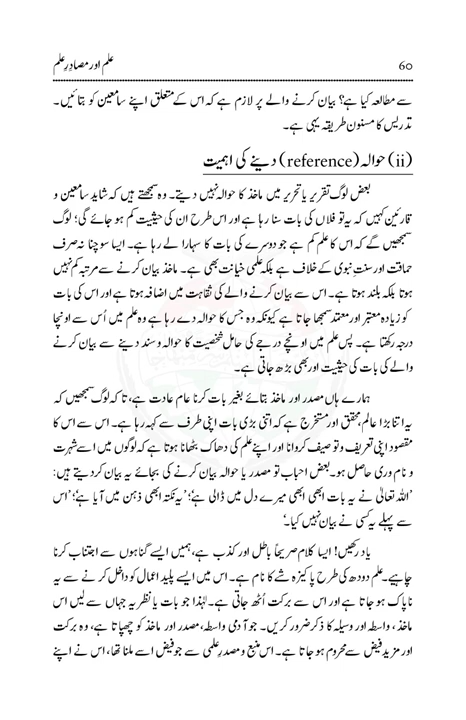 علم اور مصادرِ علم
60
سے مطالعہ کیا ہے؟ بیان کرنے والے پر لازم ہے کہ اس کے متعلق اپنے سامعین کو بتائیں۔
تدریس کا مسنون طریقہ یہی ہے۔
(ii) حوالہ (reference) دینے کی اہمیت
بعض لوگ تقریر یا تحریر میں ماخذ کا حوالہ نہیں دیتے۔ وہ سمجھتے ہیں کہ شاید سامعین و
قارئین کہیں کہ یہ تو فلاں کی بات سنا رہا ہے اور اس طرح ان کی حیثیت کم ہو جائے گی؛ لوگ
سمجھیں گے کہ اس کا علم کم ہے جو دوسرے کی بات کا سہارا لے رہا ہے۔ ایسا سوچنا نہ صرف
حماقت اور سنتِ نبوی کے خلاف ہے بلکہ علمی خیانت بھی ہے۔ ماخذ بیان کرنے سے مرتبہ کم نہیں
ہوتا بلکہ بلند ہوتا ہے۔ اس سے بیان کرنے والے کی ثقاہت میں اضافہ ہوتا ہے اور اس کی بات
کو زیادہ معتبر اور معتمد سمجھا جاتا ہے کیونکہ وہ جس کا حوالہ دے رہا ہے وہ علم میں اُس سے اونچا
درجہ رکھتا ہے۔ پس علم میں اونچے درجے کی حامل شخصیت کا حوالہ و سند دینے سے بیان کرنے
والے کی بات کی حیثیت اور بھی بڑھ جاتی ہے۔
ہمارے ہاں مصدر اور ماخذ بتائے بغیر بات کرنا عام عادت ہے، تاکہ لوگ سمجھیں کہ
یہ اتنا بڑا عالم، محقق اور مستخرج ہے کہ اتنی بڑی بات اپنی طرف سے کہہ رہا ہے۔ اس سے اس کا
مقصود اپنی تعریف و توصیف کروانا اور اپنے علم کی دھاک بٹھانا ہوتا ہے کہ لوگوں میں اسے شہرت
و نام وری حاصل ہو۔ بعض احباب تو مصدر یا حوالہ بیان کرنے کی بجائے یہ بیان کر دیتے ہیں:
’اللہ تعالیٰ نے یہ بات ابھی ابھی میرے دل میں ڈالی ہے؛‘ ’یہ نکتہ ابھی ذہن میں آیا ہے؛‘ ’اس
سے پہلے یہ کسی نے بیان نہیں کیا۔‘
یاد رکھیں! ایسا کلام صریحاً باطل اور کذب ہے، ہمیں ایسے گناہوں سے اجتناب کرنا
چاہیے۔ علم دودھ کی طرح پاکیزہ شے کا نام ہے۔ اس میں ایسے پلید اعمال کو داخل کر نے سے یہ
ناپاک ہو جاتا ہے اور اس سے برکت اُٹھ جاتی ہے۔ لہٰذا جو بات یا نظریہ جہاں سے لیں اس
ماخذ، واسطہ اور وسیلہ کا ذکر ضرور کریں۔ جو آدمی واسطہ، مصدر اور ماخذ کو چھپاتا ہے، وہ برکت
اور مزید فیض سے محروم ہو جاتا ہے۔ اس منبع و مصدرِ علمی سے جو فیض اسے ملنا تھا، اس نے اپنے